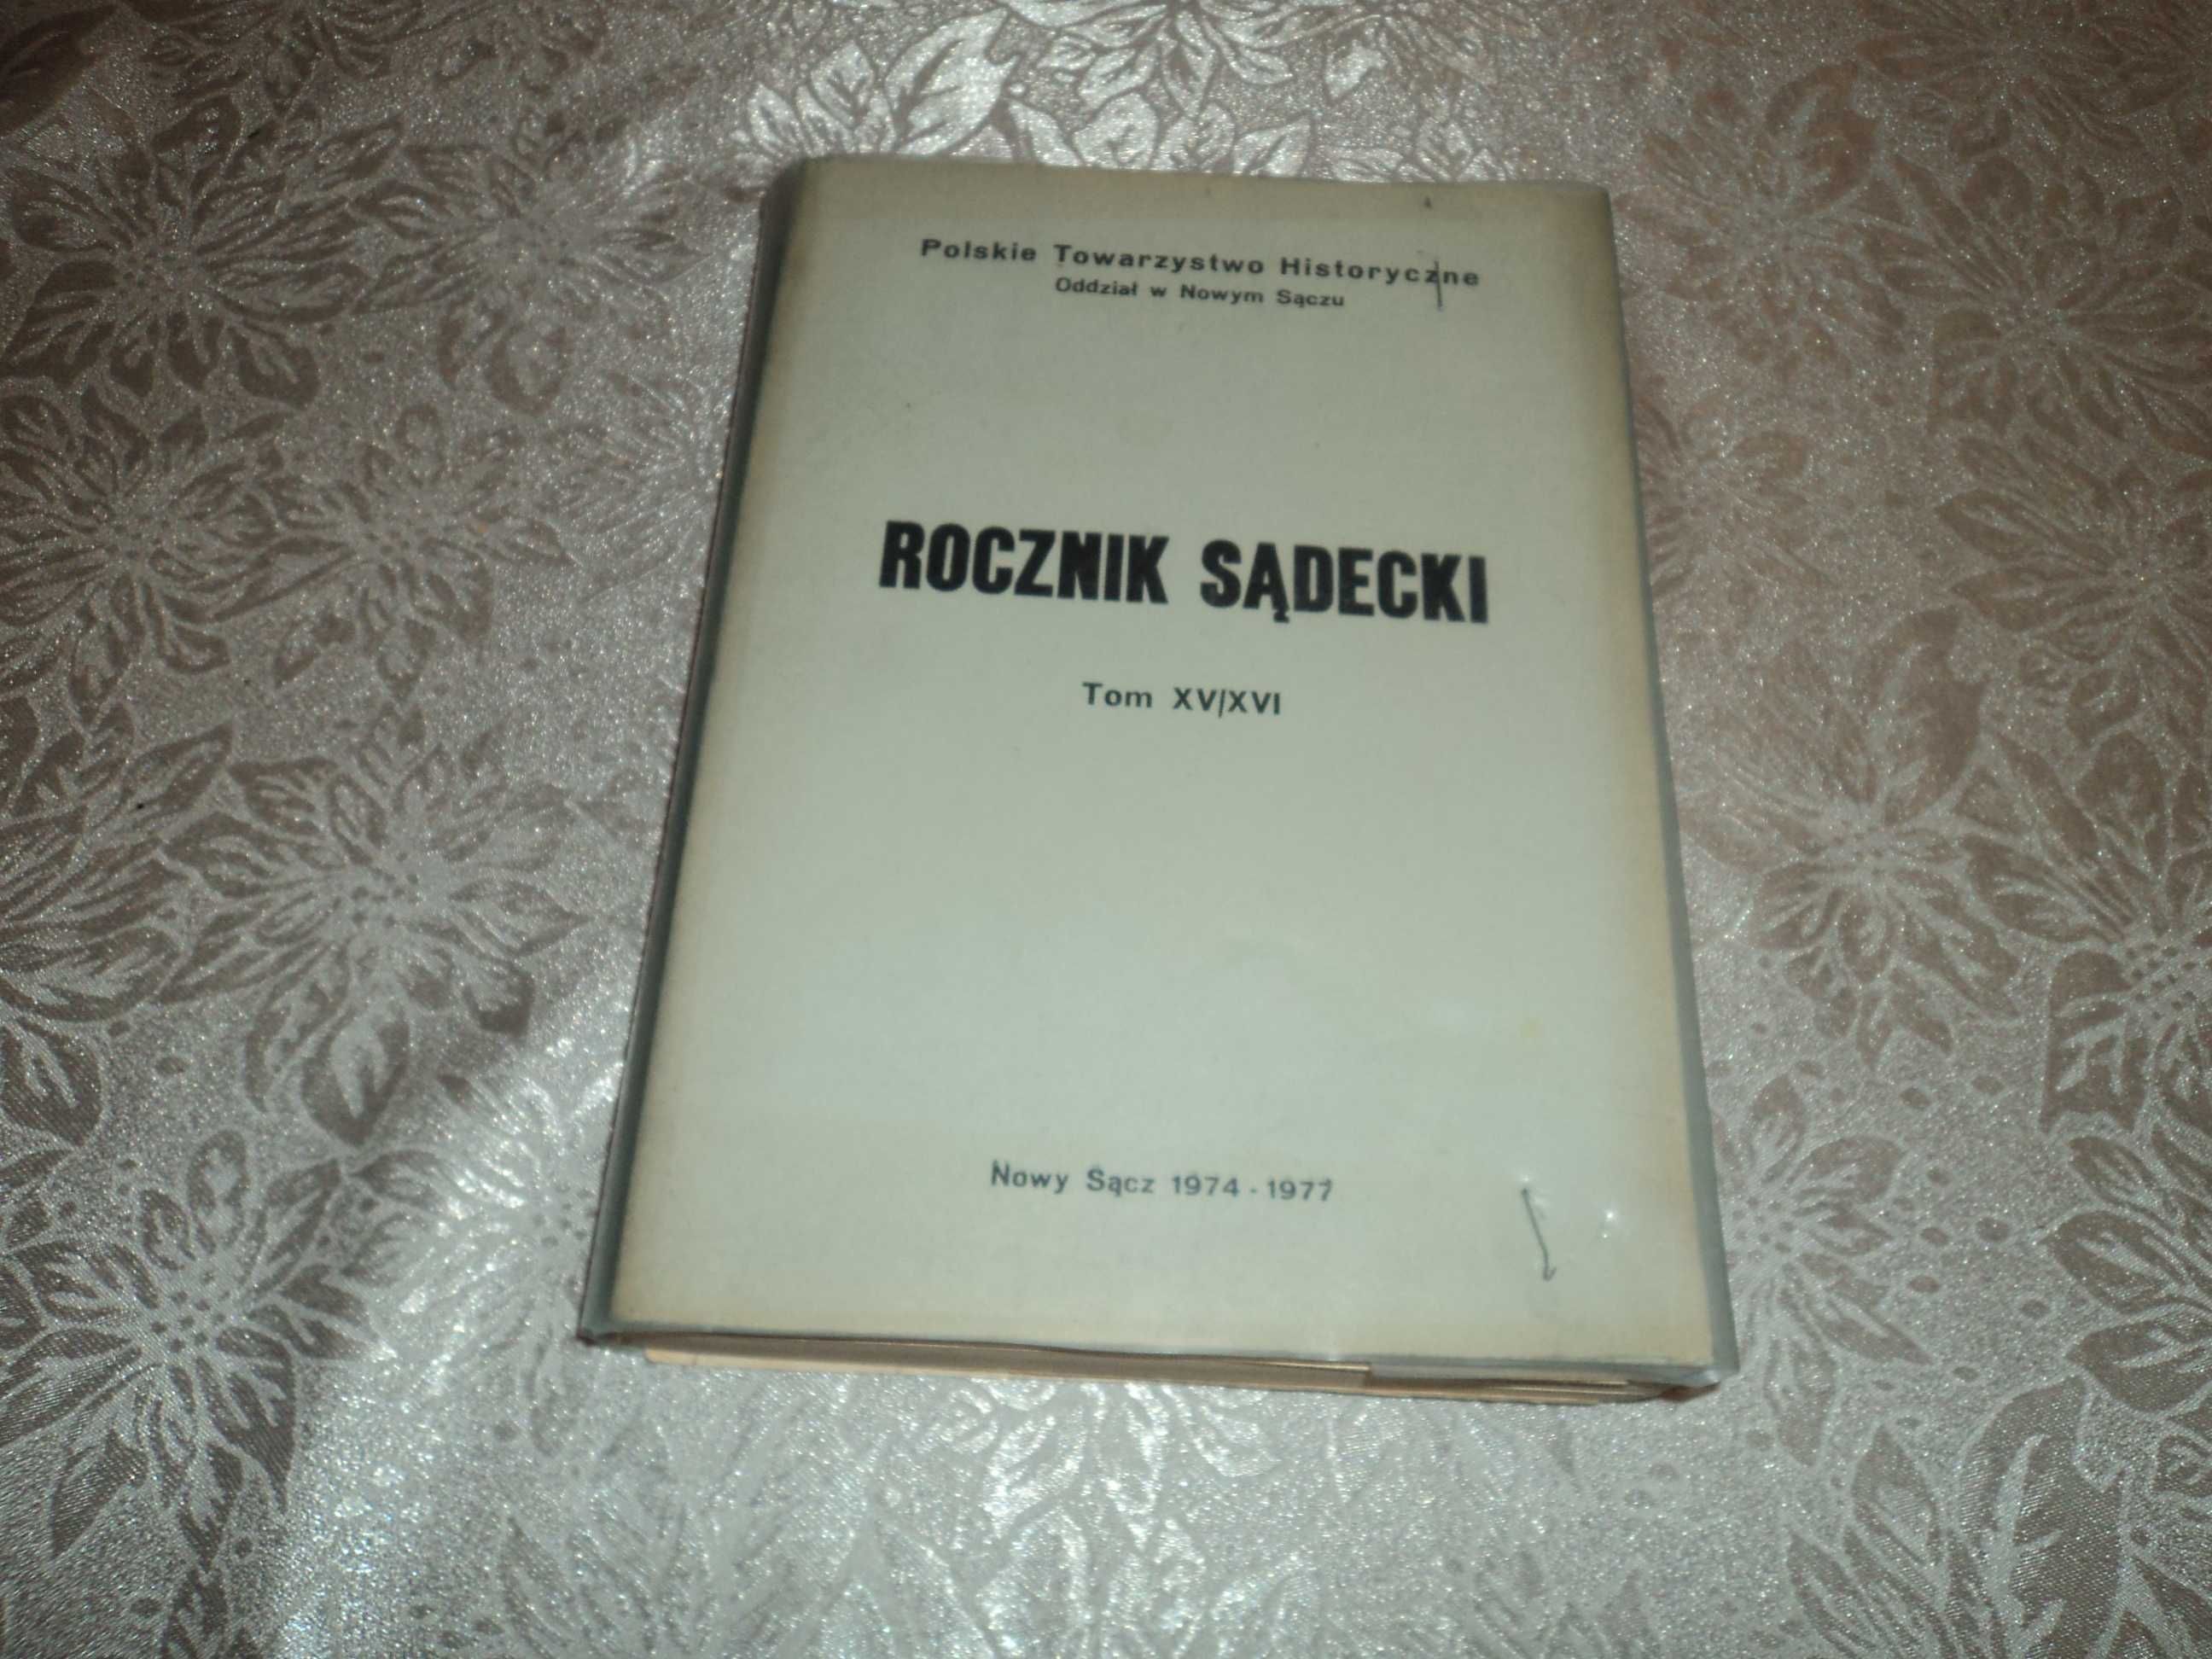 Polskie Towarzystwo Historyczne
Oddział w Nowym Sączu
ROCZNIK SĄDECKI
Tom XV/XVI
Nowy Sącz 1974-1977